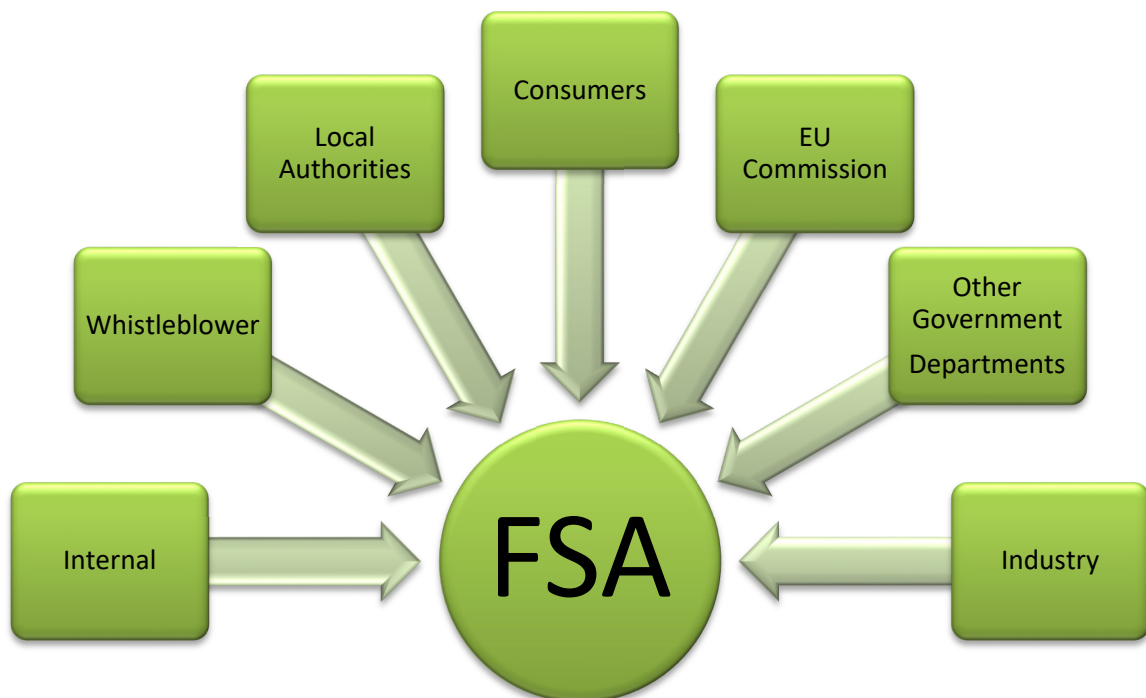 Consumers
Local
Authorities
EU
Commission
Whistleblower
Other
Government
Departments
Internal
FSA
Industry